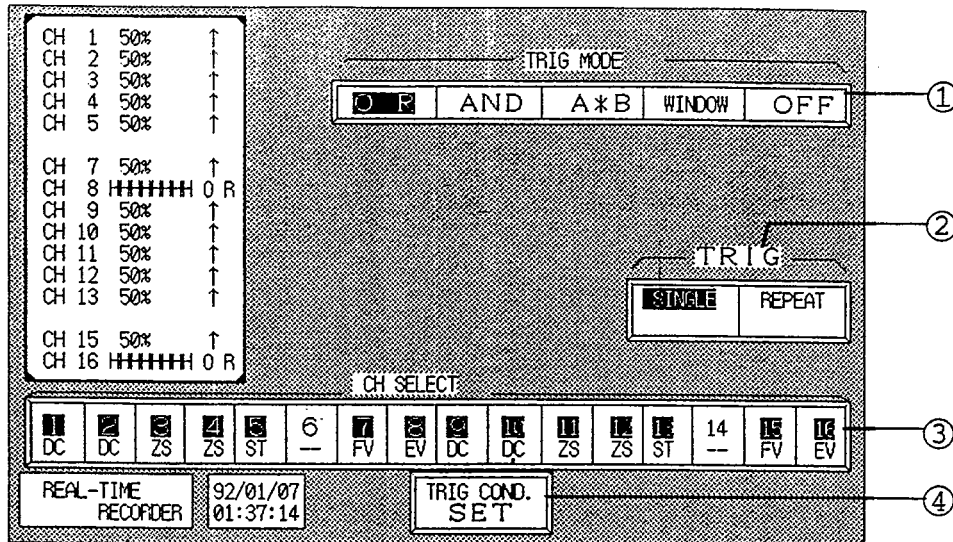 CH 1 50% ↑
CH 2 50% ↑
CH 3 50% ↑
CH 4 50% ↑
CH 5 50% ↑
CH 7 50% ↑
CH 8 HHHHHHH O R
CH 9 50% ↑
CH 10 50% ↑
CH 11 50% ↑
CH 12 50% ↑
CH 13 50% ↑
CH 15 50% ↑
CH 16 HHHHHHH O R
TRIG MODE
O R AND A*B WINDOW OFF
①
②
TRIG
SINGLE REPEAT
CH SELECT
1 2 3 4 5 6 7 8 9 10 11 12 13 14 15 16
DC DC ZS ZS ST -- FV EV DC DC ZS ZS ST -- FV EV
③
REAL-TIME
RECORDER
92/01/07
01:37:14
TRIG COND.
SET
④